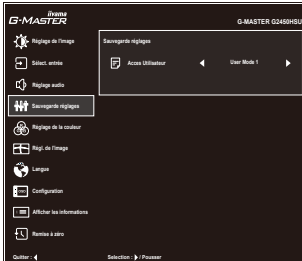 iiyama
G-MASTER
G-MASTER G2450HSU
Réglage de l'Image
Sauvegarde réglages
Sélect. entrée
Acces Utilisateur
User Mode 1
Réglage audio
Sauvegarde réglages
Réglage de la couleur
Régl. de l'image
Langue
Configuration
Afficher les informations
Remise à zéro
Quitter :
Sélection : / Pousser